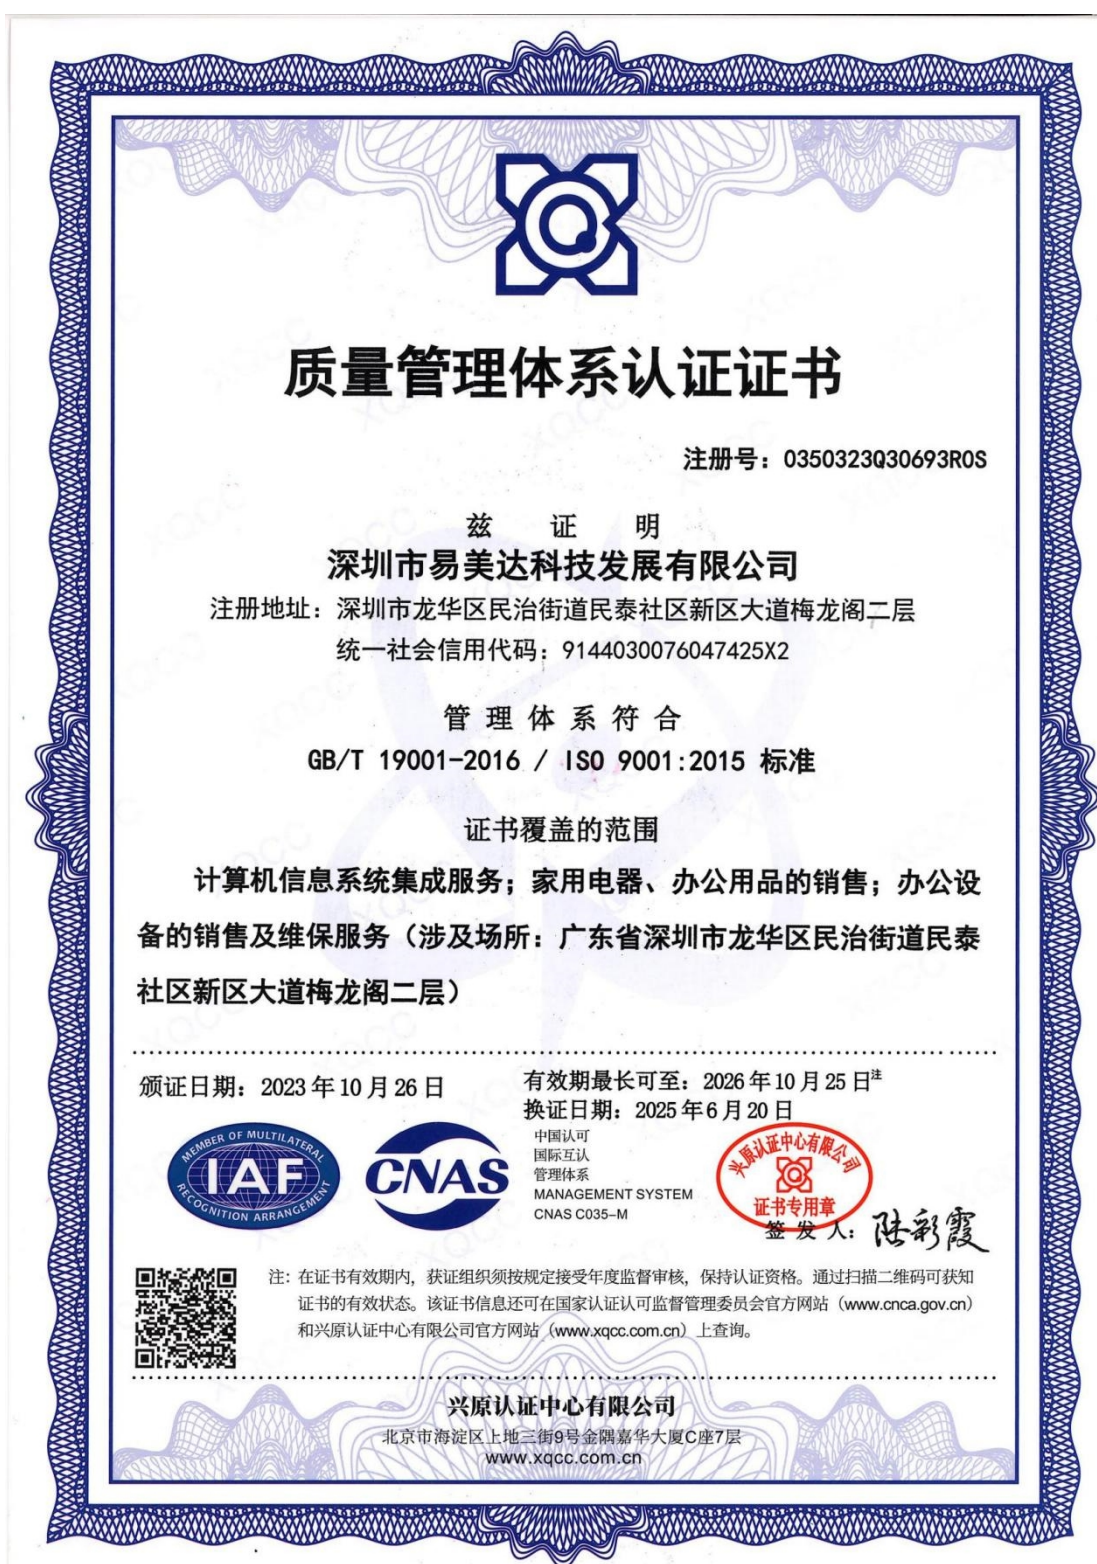 质量管理体系认证证书
注册号：0350323Q30693R0S
兹 证 明
深圳市易美达科技发展有限公司
注册地址：深圳市龙华区民治街道民泰社区新区大道梅龙阁二层
统一社会信用代码：9144030076047425X2
管 理 体 系 符 合
GB/T 19001-2016 / ISO 9001:2015 标准
证书覆盖的范围
计算机信息系统集成服务；家用电器、办公用品的销售；办公设
备的销售及维保服务（涉及场所：广东省深圳市龙华区民治街道民泰
社区新区大道梅龙阁二层）
颁证日期：2023 年 10 月 26 日
有效期最长可至：2026 年 10 月 25 日注
换证日期：2025 年 6 月 20 日
MEMBER OF MULTILATERAL
IAF
RECOGNITION ARRANGEMENT
CNAS
中国认可
国际互认
管理体系
MANAGEMENT SYSTEM
CNAS C035-M
兴原认证中心有限公司
证书专用章
签 发 人：陆彩霞
注：在证书有效期内，获证组织须按规定接受年度监督审核，保持认证资格。通过扫描二维码可获知
证书的有效状态。该证书信息还可在国家认证认可监督管理委员会官方网站（www.cnca.gov.cn）
和兴原认证中心有限公司官方网站（www.xqcc.com.cn）上查询。
兴原认证中心有限公司
北京市海淀区上地三街9号金隅嘉华大厦C座7层
www.xqcc.com.cn